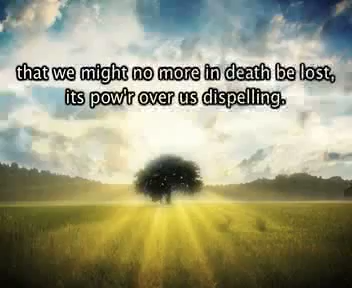 that we might no more in death be lost,
its pow'r over us dispelling.